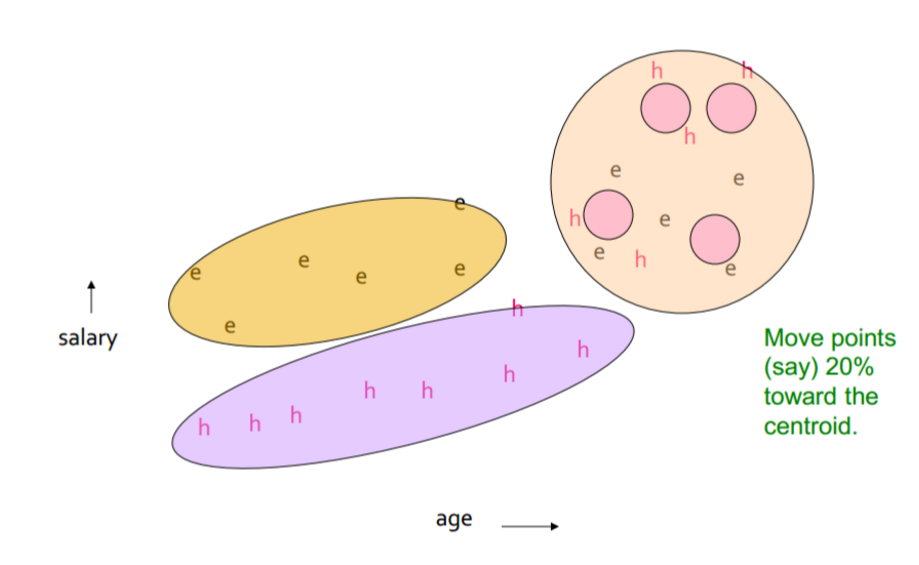 h h
h
e e
e
h e
e h e
e
e e
e e
e
h
h
h
h h
h h h
salary
Move points
(say) 20%
toward the
centroid.
age